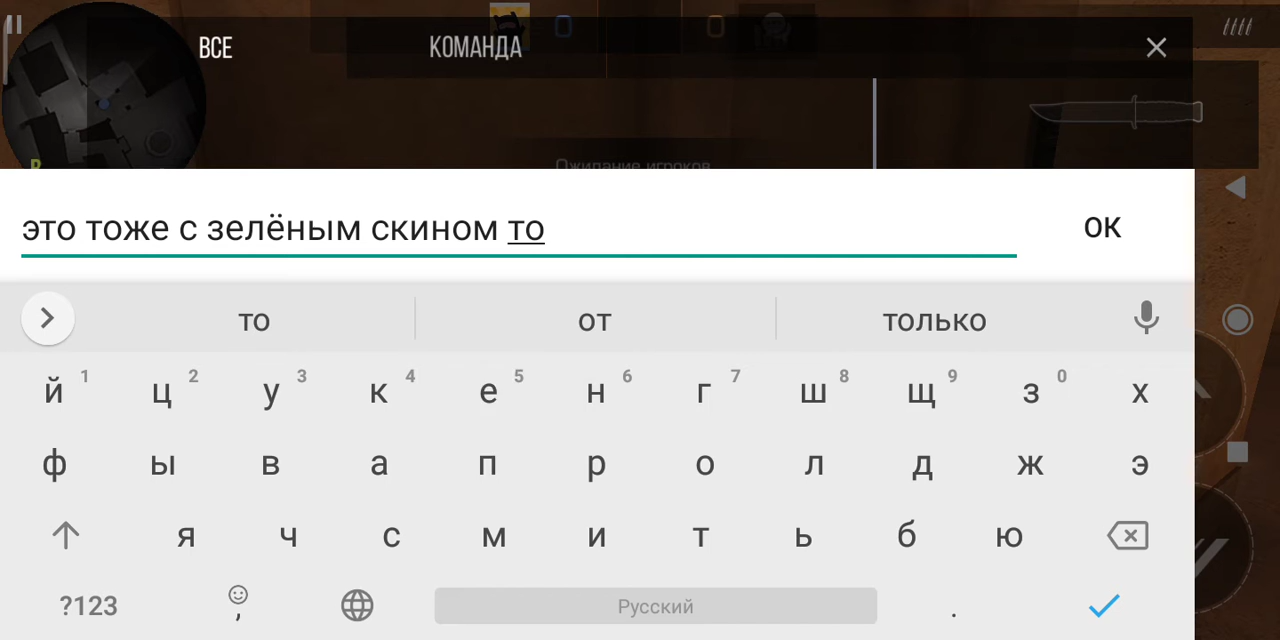 ВСЕ
КОМАНДА
Ожидание игроков
это тоже с зелёным скином то
ОК
то
от
только
й 1 ц 2 у 3 к 4 е 5 н 6 г 7 ш 8 щ 9 з 0 х
ф ы в а п р о л д ж э
я ч с м и т ь б ю
?123 , Русский .